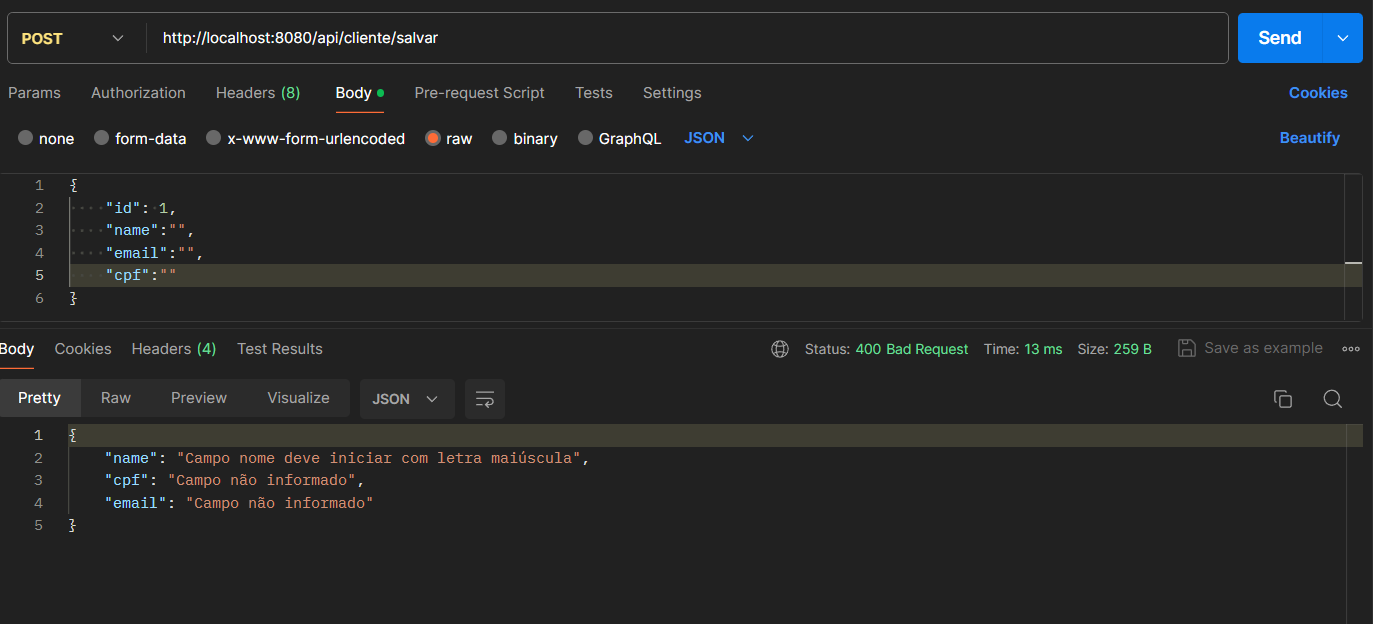 POST http://localhost:8080/api/cliente/salvar Send
Params Authorization Headers (8) Body Pre-request Script Tests Settings Cookies
none form-data x-www-form-urlencoded raw binary GraphQL JSON Beautify
1 {
2 "id": 1,
3 "name":"",
4 "email":"",
5 "cpf":""
6 }
Body Cookies Headers (4) Test Results Status: 400 Bad Request Time: 13 ms Size: 259 B Save as example
Pretty Raw Preview Visualize JSON
1 {
2 "name": "Campo nome deve iniciar com letra maiúscula",
3 "cpf": "Campo não informado",
4 "email": "Campo não informado"
5 }